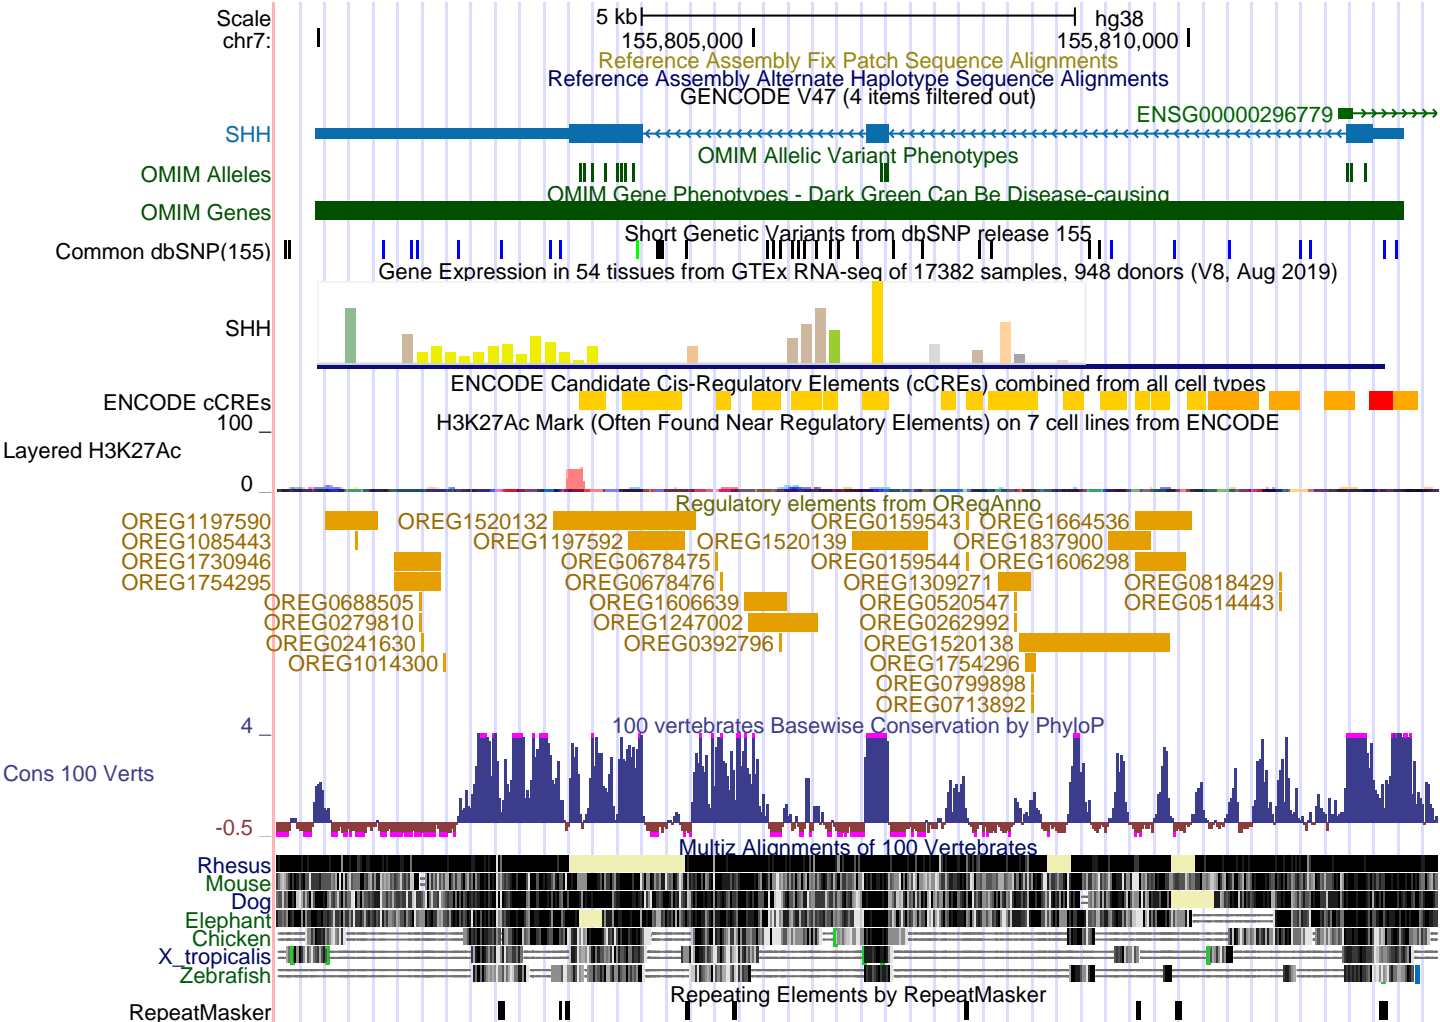 Scale 5 kb hg38
chr7: 155,805,000 155,810,000
Reference Assembly Fix Patch Sequence Alignments
Reference Assembly Alternate Haplotype Sequence Alignments
GENCODE V47 (4 items filtered out)
ENSG00000296779
SHH
OMIM Allelic Variant Phenotypes
OMIM Alleles
OMIM Gene Phenotypes - Dark Green Can Be Disease-causing
OMIM Genes
Short Genetic Variants from dbSNP release 155
Common dbSNP(155)
Gene Expression in 54 tissues from GTEx RNA-seq of 17382 samples, 948 donors (V8, Aug 2019)
SHH
ENCODE Candidate Cis-Regulatory Elements (cCREs) combined from all cell types
ENCODE cCREs
H3K27Ac Mark (Often Found Near Regulatory Elements) on 7 cell lines from ENCODE
100 _
Layered H3K27Ac
0 _
Regulatory elements from ORegAnno
OREG1197590 OREG1520132 OREG0159543 OREG1664536
OREG1085443 OREG1197592 OREG1520139 OREG1837900
OREG1730946 OREG0678475 OREG0159544 OREG1606298
OREG1754295 OREG0678476 OREG1309271 OREG0818429
OREG0688505 OREG1606639 OREG0520547 OREG0514443
OREG0279810 OREG1247002 OREG0262992
OREG0241630 OREG0392796 OREG1520138
OREG1014300 OREG1754296
OREG0799898
OREG0713892
100 vertebrates Basewise Conservation by PhyloP
4 _
Cons 100 Verts
-0.5 _
Multiz Alignments of 100 Vertebrates
Rhesus
Mouse
Dog
Elephant
Chicken
X_tropicalis
Zebrafish
Repeating Elements by RepeatMasker
RepeatMasker